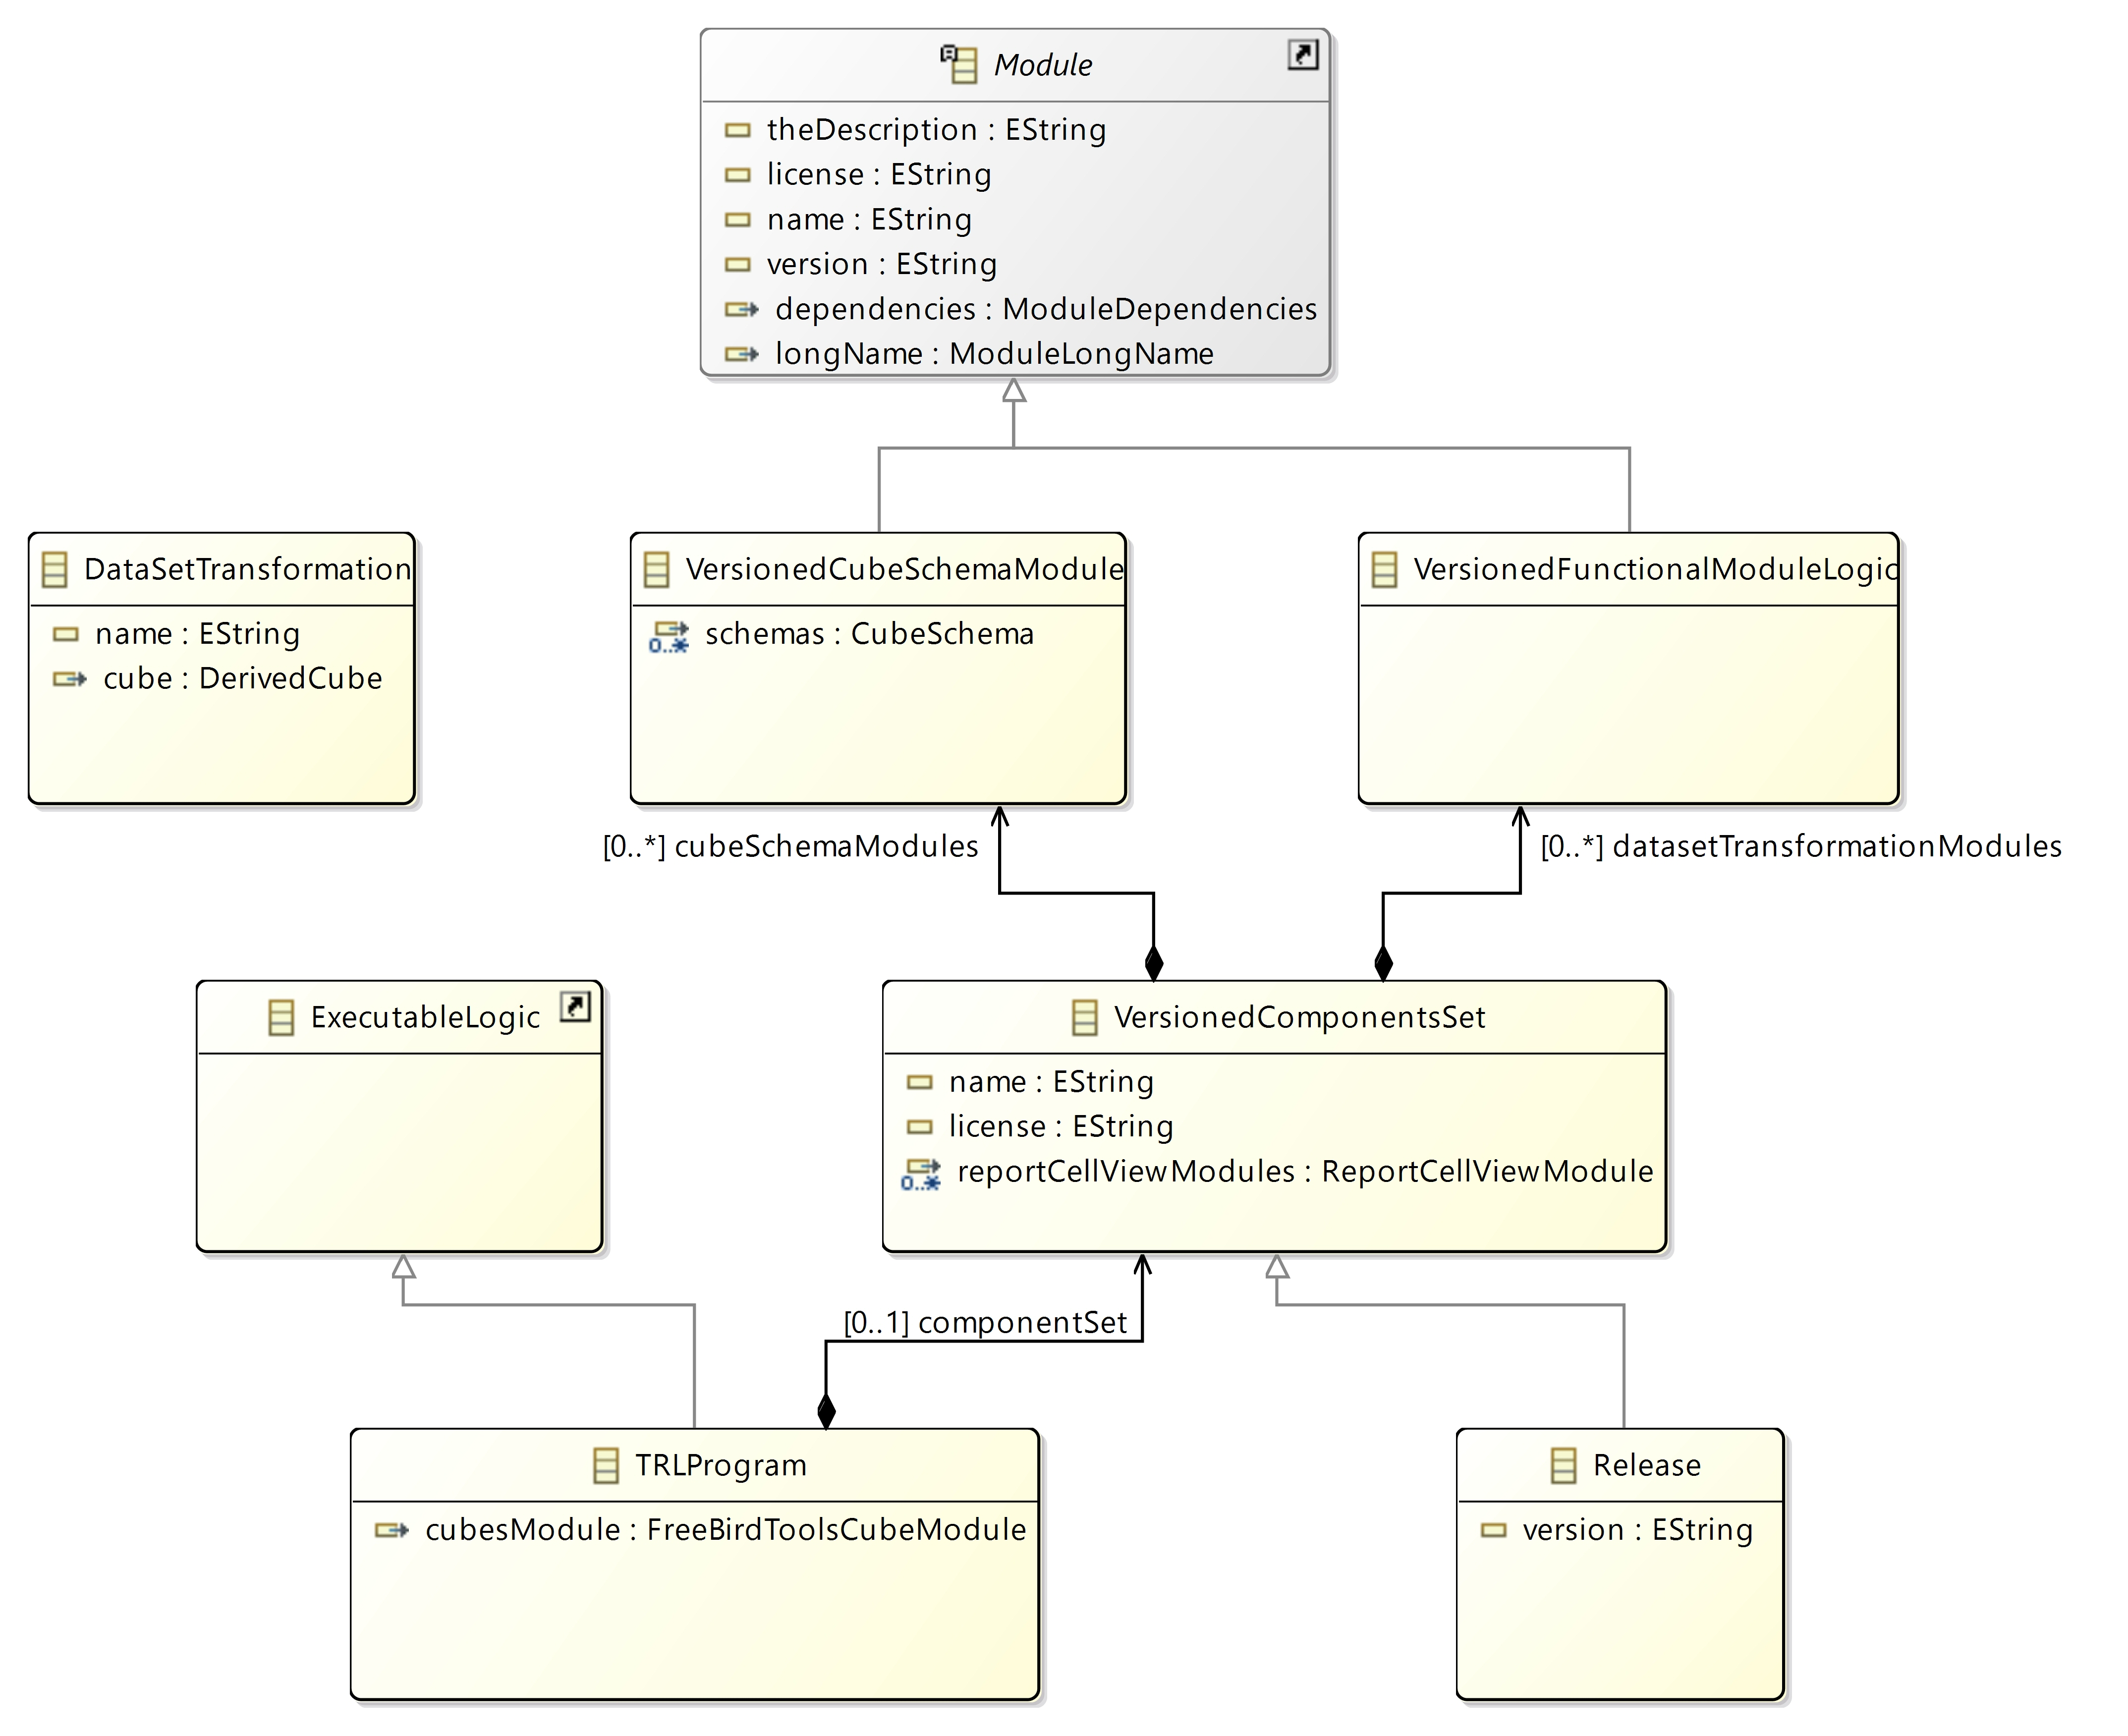 Module
theDescription : EString
license : EString
name : EString
version : EString
dependencies : ModuleDependencies
longName : ModuleLongName
DataSetTransformation
name : EString
cube : DerivedCube
VersionedCubeSchemaModule
0..* schemas : CubeSchema
VersionedFunctionalModuleLogic
[0..*] cubeSchemaModules
[0..*] datasetTransformationModules
ExecutableLogic
VersionedComponentsSet
name : EString
license : EString
0..* reportCellViewModules : ReportCellViewModule
[0..1] componentSet
TRLProgram
cubesModule : FreeBirdToolsCubeModule
Release
version : EString